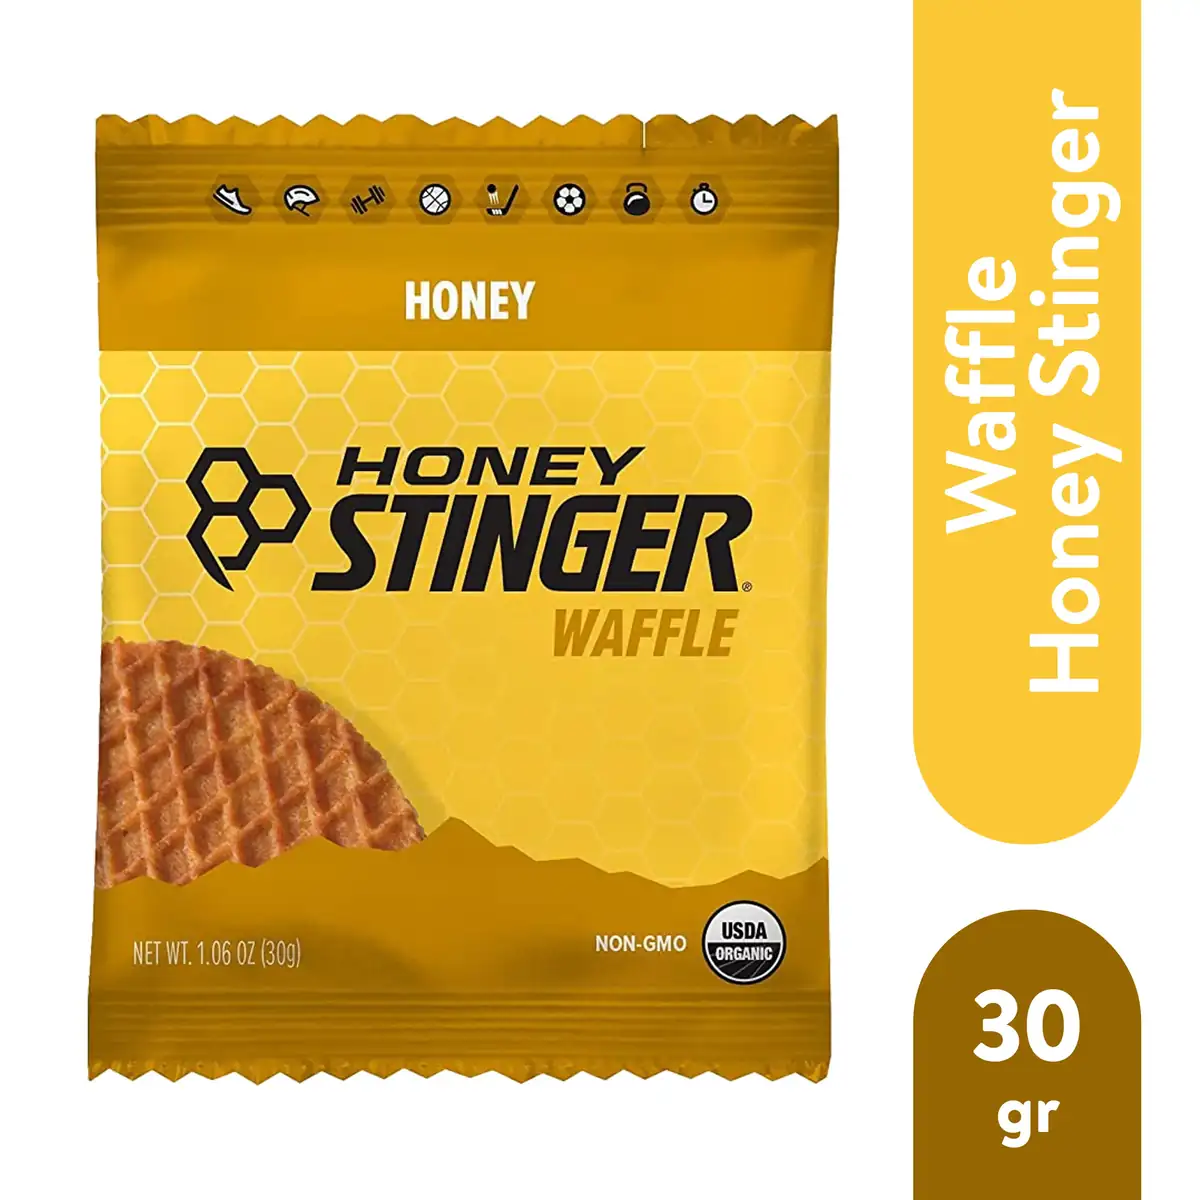 HONEY
HONEY
STINGER®
WAFFLE
NET WT. 1.06 OZ (30g)
NON-GMO
USDA
ORGANIC
Waffle
Honey Stinger
30
gr